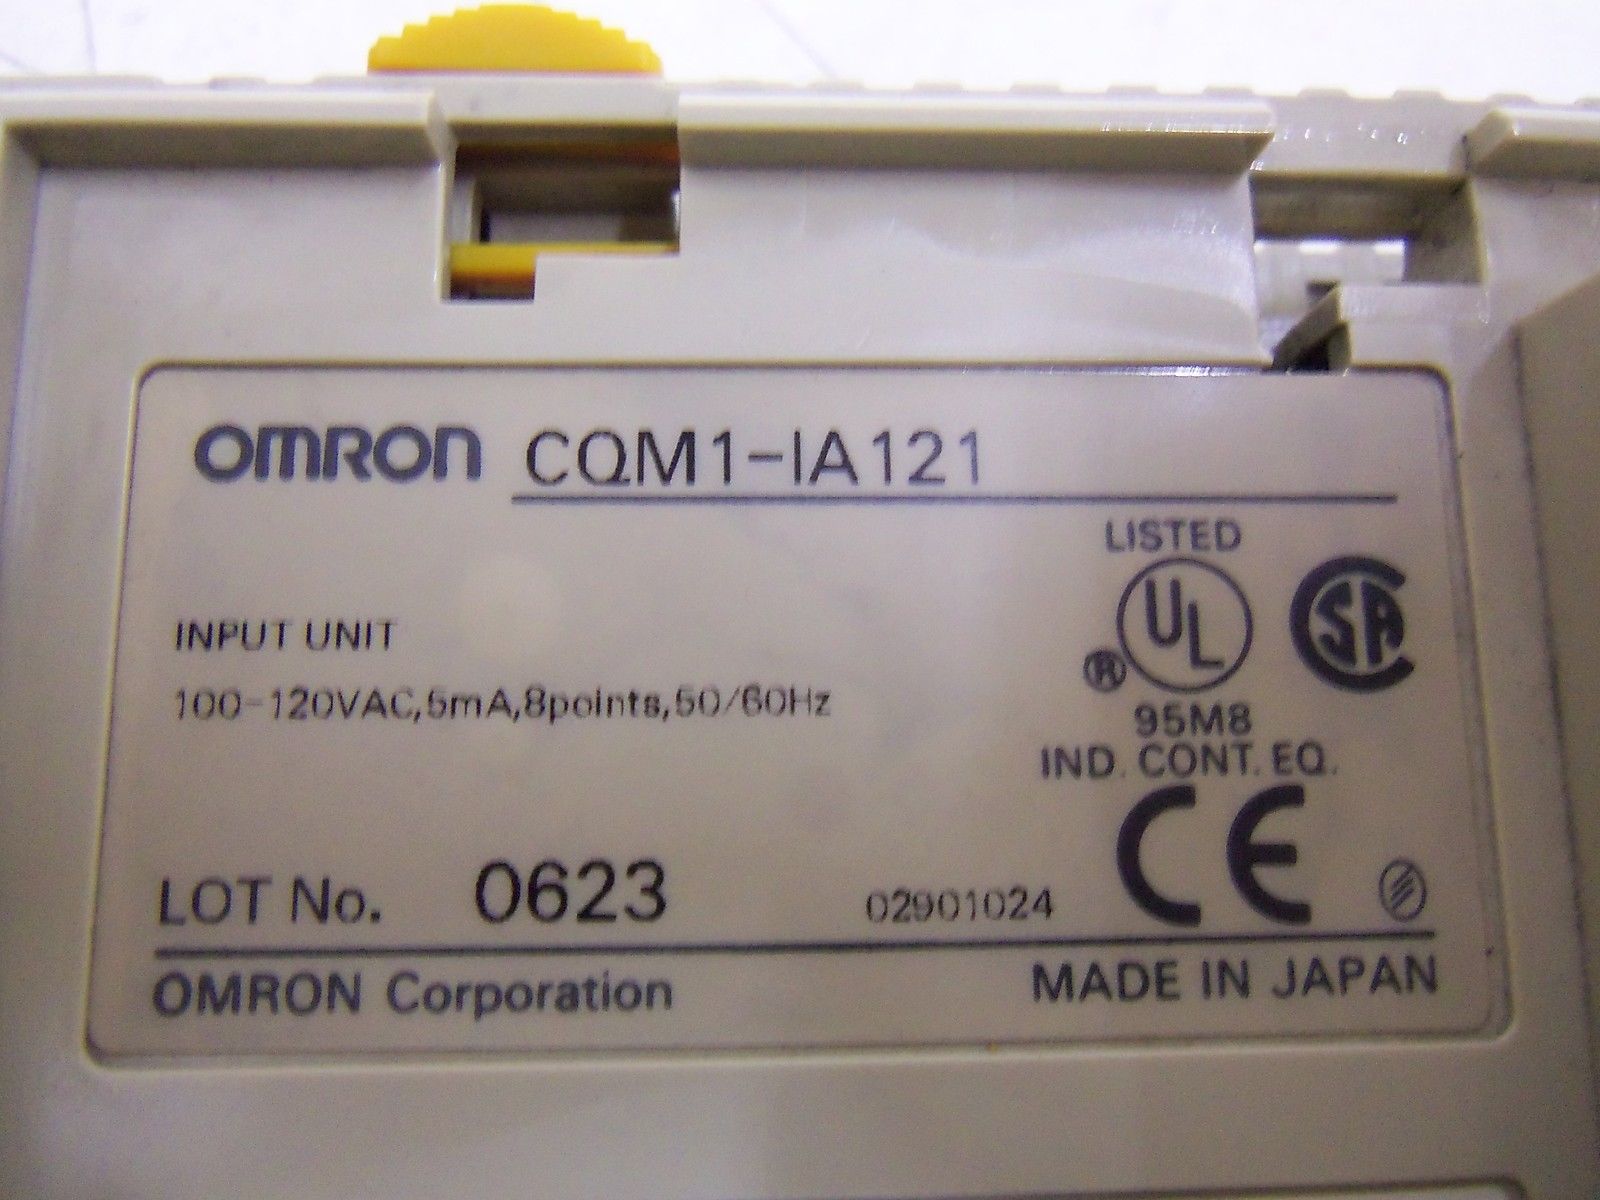 OMRON CQM1-IA121
LISTED
UL
®
SA
95M8
IND. CONT. EQ.
INPUT UNIT
100-120VAC,5mA,8points,50/60Hz
CE
LOT No. 0623 02901024
OMRON Corporation MADE IN JAPAN